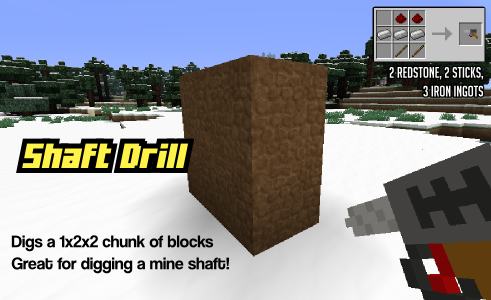 2 REDSTONE, 2 STICKS,
3 IRON INGOTS
Shaft Drill
Digs a 1x2x2 chunk of blocks
Great for digging a mine shaft!